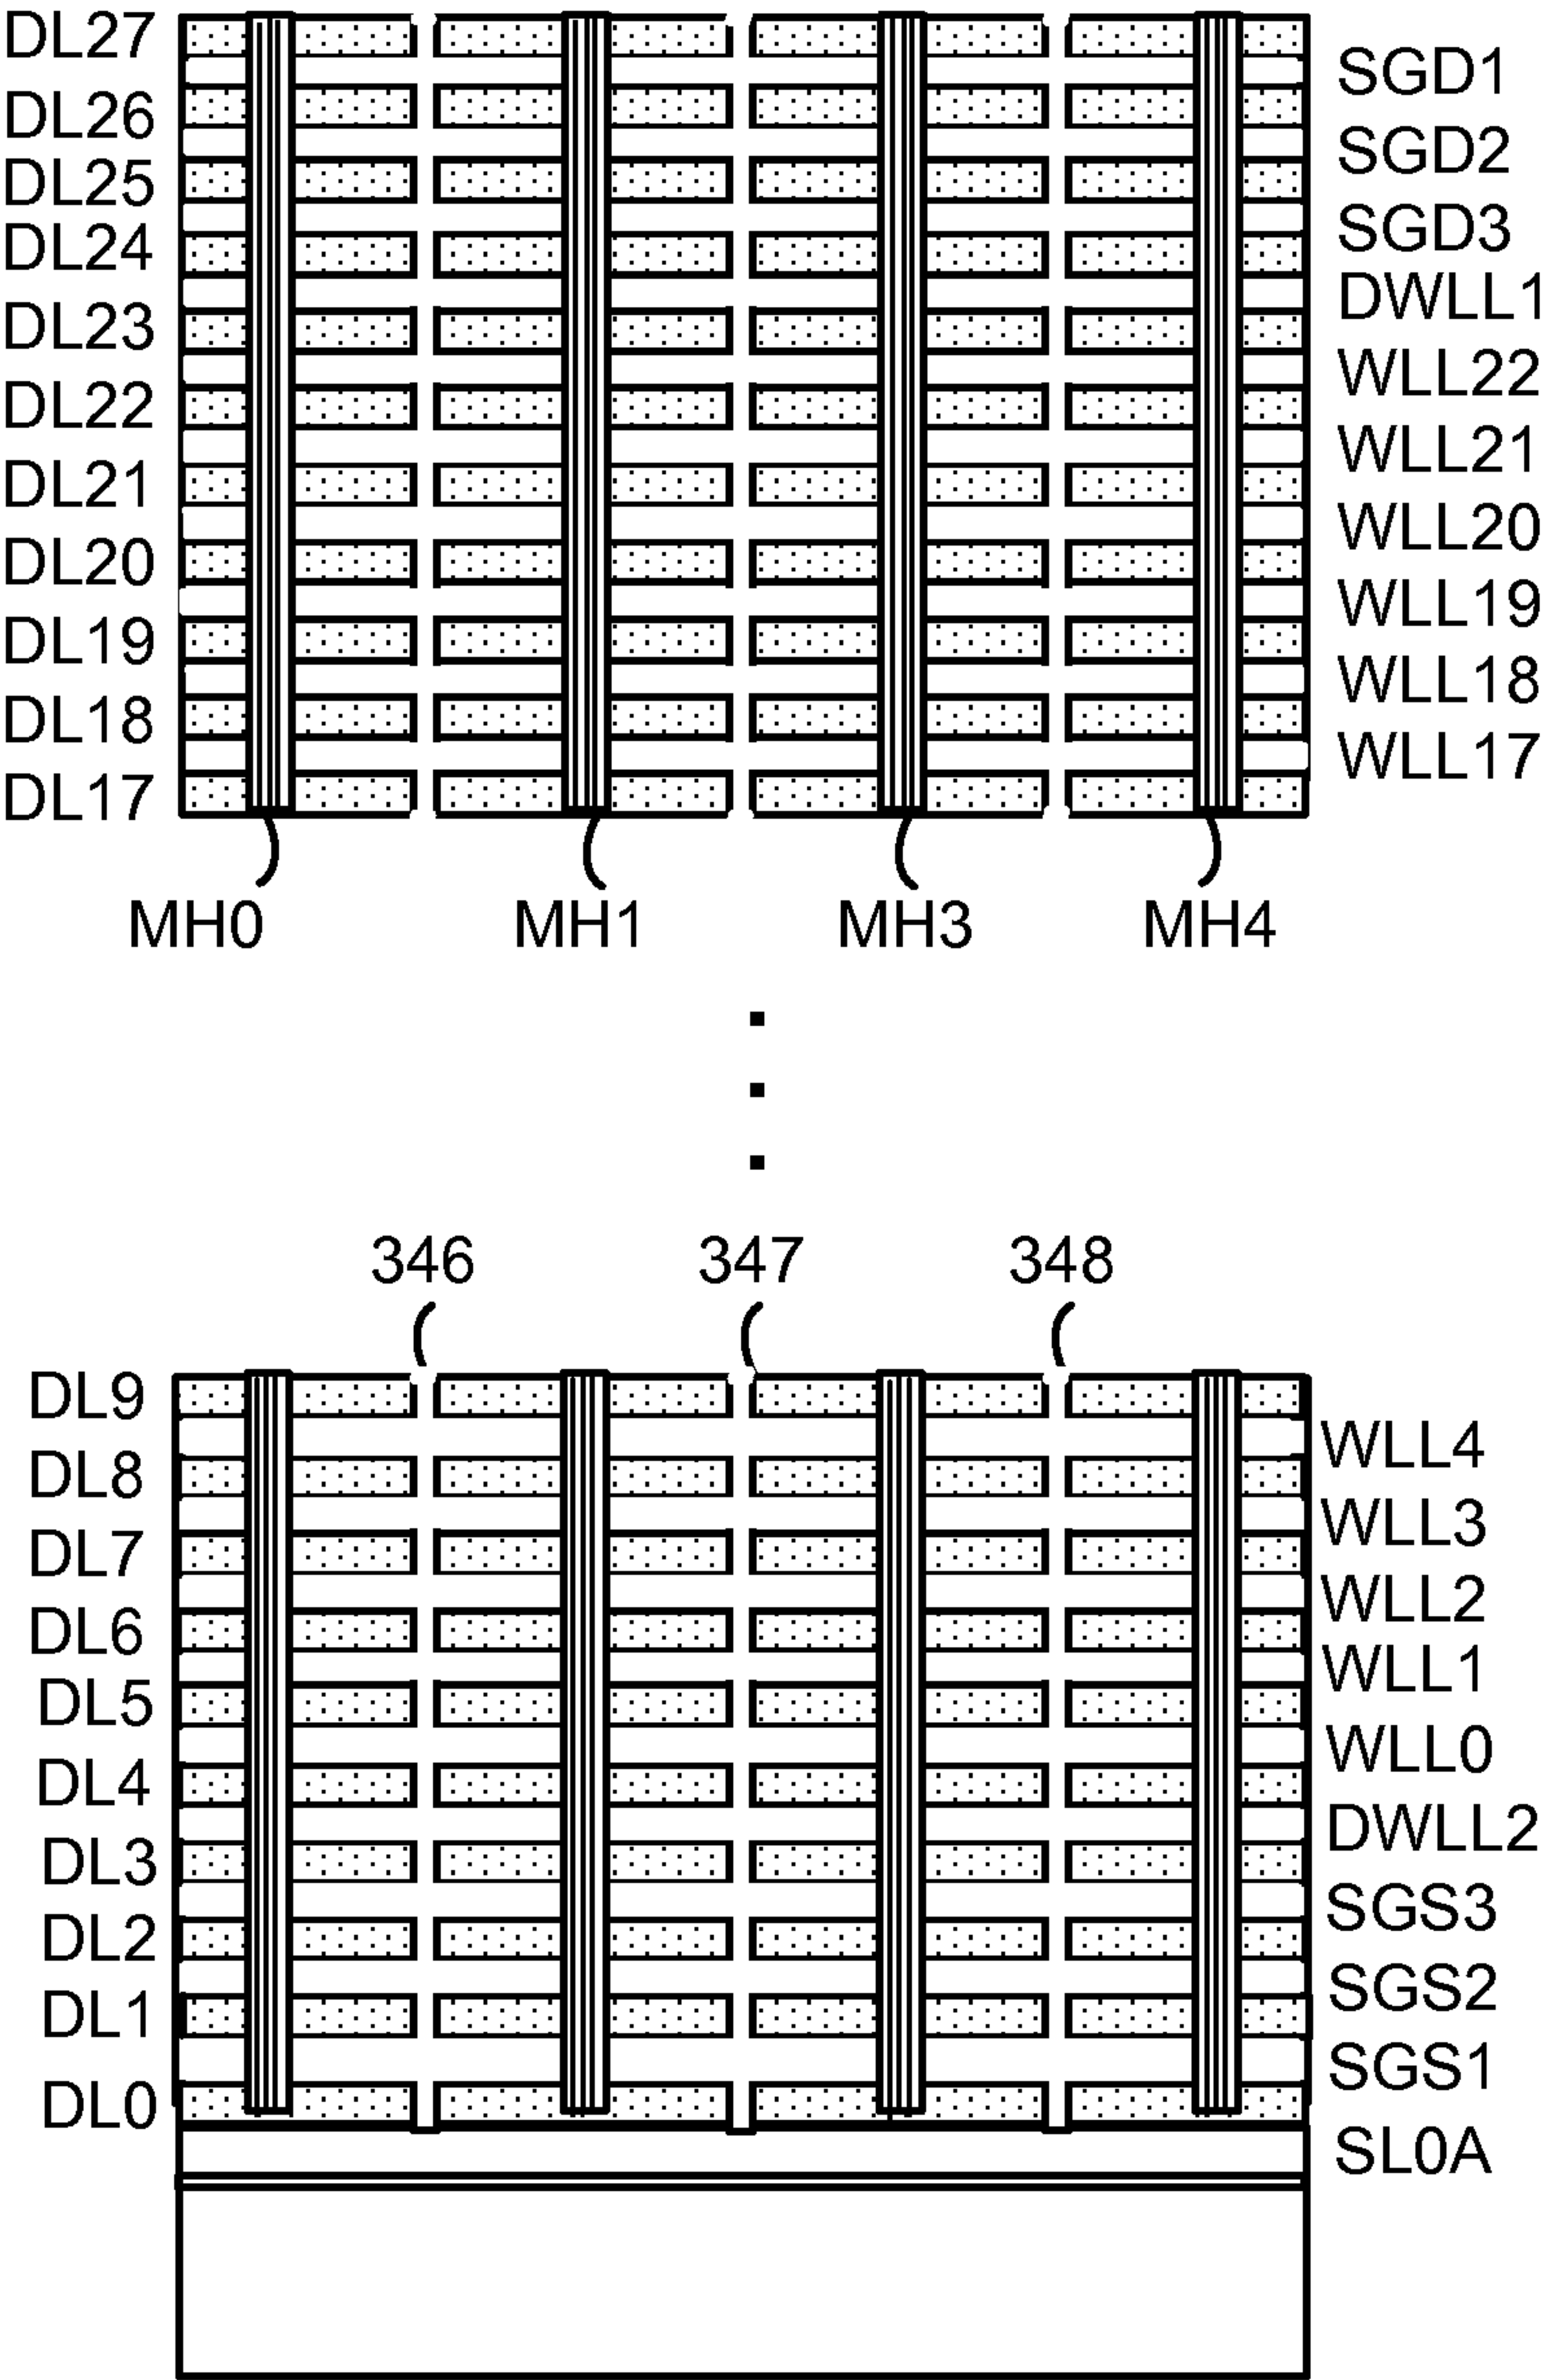 DL27
SGD1
DL26
SGD2
DL25
SGD3
DL24
DWLL1
DL23
WLL22
DL22
WLL21
DL21
WLL20
DL20
WLL19
DL19
WLL18
DL18
WLL17
DL17
MH0 MH1 MH3 MH4
346 347 348
DL9
WLL4
DL8
WLL3
DL7
WLL2
DL6
WLL1
DL5
WLL0
DL4
DWLL2
DL3
SGS3
DL2
SGS2
DL1
SGS1
DL0
SL0A